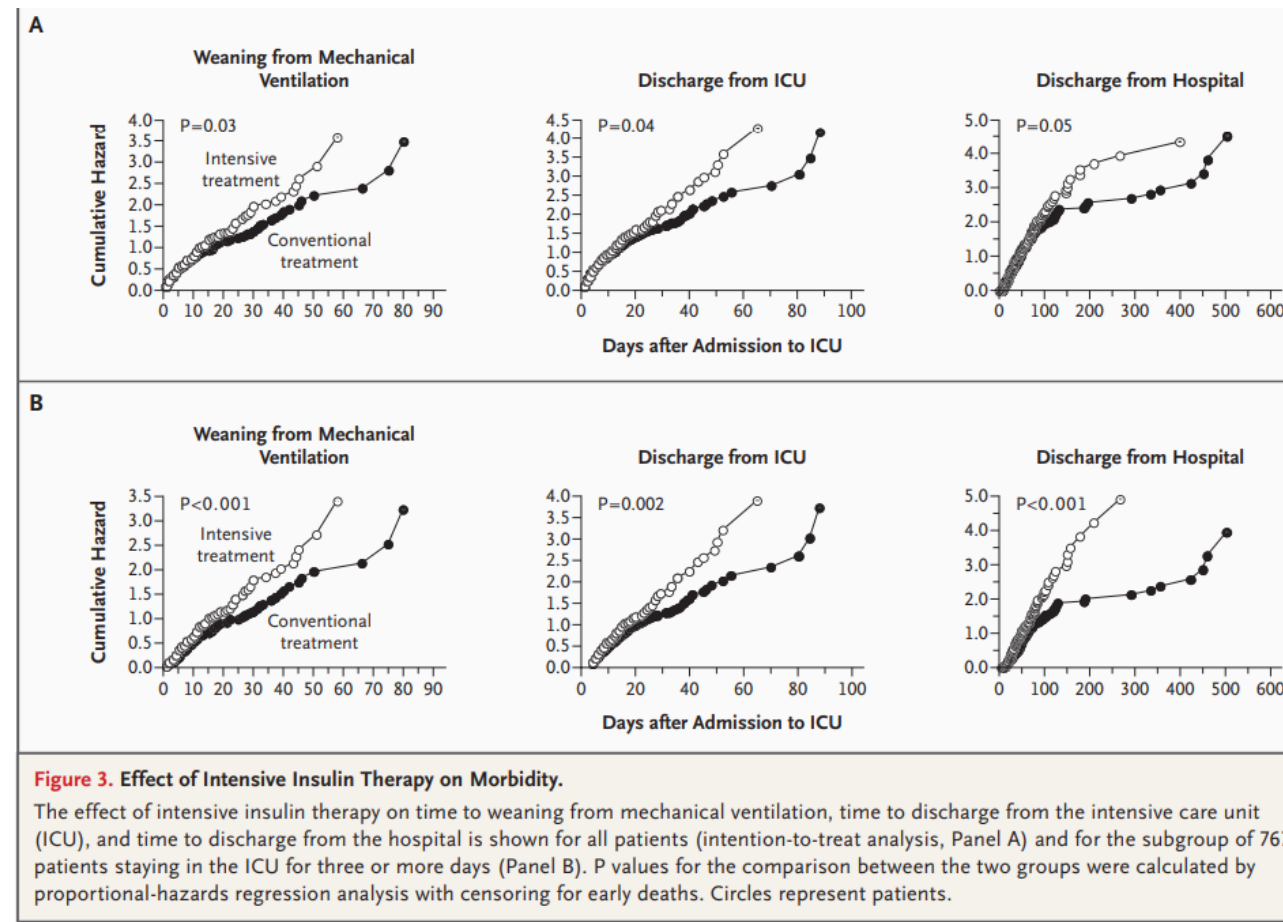 A
Weaning from Mechanical
Ventilation
Discharge from ICU
Discharge from Hospital
Cumulative Hazard
4.0
3.5
3.0
2.5
2.0
1.5
1.0
0.5
0.0
P=0.03
Intensive
treatment
Conventional
treatment
0 10 20 30 40 50 60 70 80 90
4.5
4.0
3.5
3.0
2.5
2.0
1.5
1.0
0.5
0.0
P=0.04
0 20 40 60 80 100
5.0
4.0
3.0
2.0
1.0
0.0
P=0.05
0 100 200 300 400 500 600
Days after Admission to ICU
B
Weaning from Mechanical
Ventilation
Discharge from ICU
Discharge from Hospital
Cumulative Hazard
3.5
3.0
2.5
2.0
1.5
1.0
0.5
0.0
P<0.001
Intensive
treatment
Conventional
treatment
0 10 20 30 40 50 60 70 80 90
4.0
3.5
3.0
2.5
2.0
1.5
1.0
0.5
0.0
P=0.002
0 20 40 60 80 100
5.0
4.0
3.0
2.0
1.0
0.0
P<0.001
0 100 200 300 400 500 600
Days after Admission to ICU
Figure 3. Effect of Intensive Insulin Therapy on Morbidity.
The effect of intensive insulin therapy on time to weaning from mechanical ventilation, time to discharge from the intensive care unit
(ICU), and time to discharge from the hospital is shown for all patients (intention-to-treat analysis, Panel A) and for the subgroup of
patients staying in the ICU for three or more days (Panel B). P values for the comparison between the two groups were calculated by
proportional-hazards regression analysis with censoring for early deaths. Circles represent patients.